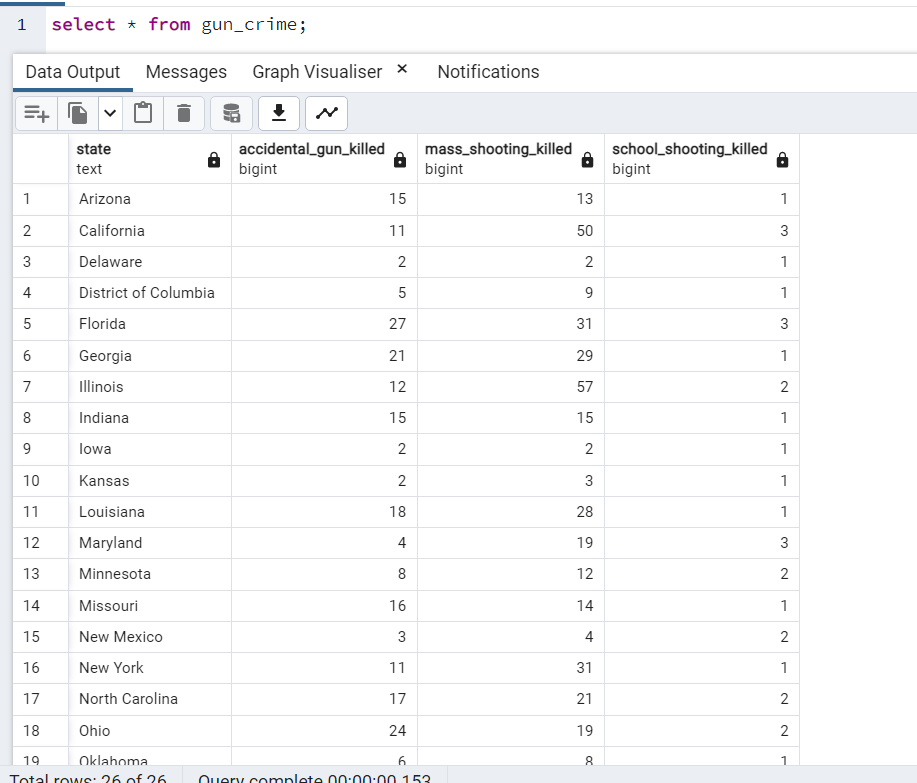 1 select * from gun_crime;
Data Output Messages Graph Visualiser × Notifications
state accidental_gun_killed mass_shooting_killed school_shooting_killed
text bigint bigint bigint
1 Arizona 15 13 1
2 California 11 50 3
3 Delaware 2 2 1
4 District of Columbia 5 9 1
5 Florida 27 31 3
6 Georgia 21 29 1
7 Illinois 12 57 2
8 Indiana 15 15 1
9 Iowa 2 2 1
10 Kansas 2 3 1
11 Louisiana 18 28 1
12 Maryland 4 19 3
13 Minnesota 8 12 2
14 Missouri 16 14 1
15 New Mexico 3 4 2
16 New York 11 31 1
17 North Carolina 17 21 2
18 Ohio 24 19 2
19 Oklahoma 6 8 1
Total rows: 26 of 26 Query complete 00:00:00.153